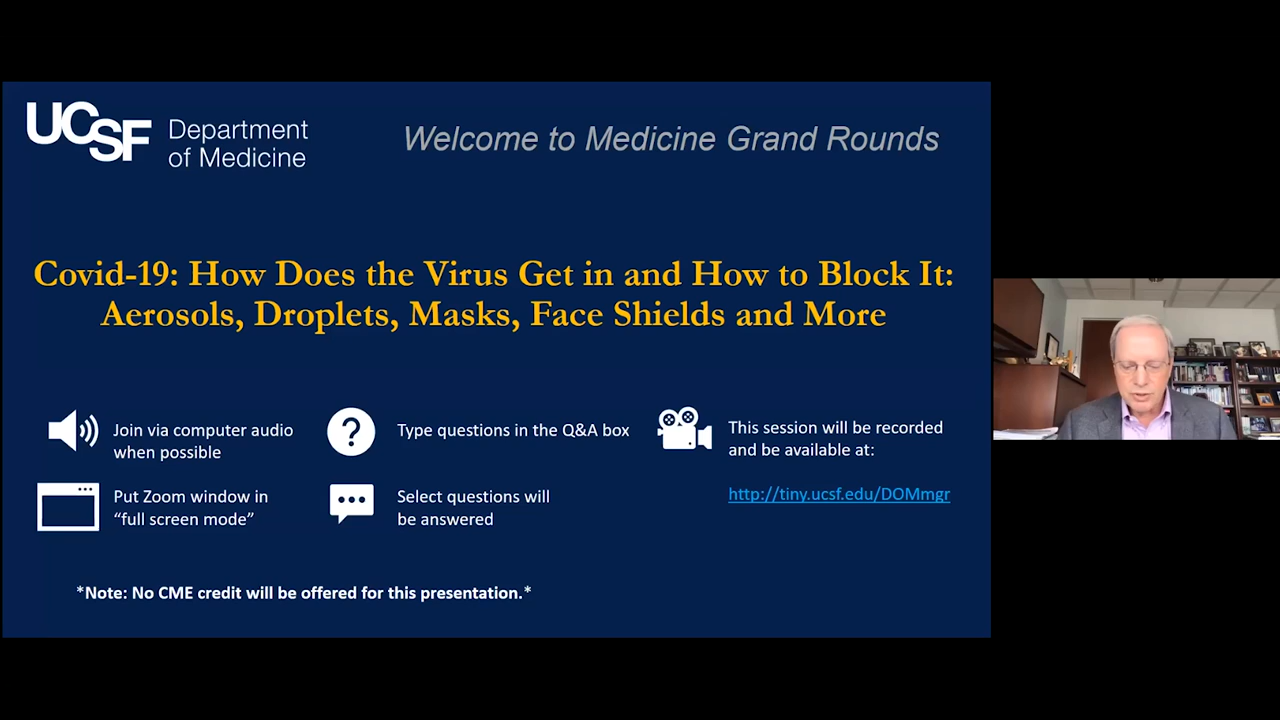 UCSF
Department
of Medicine
Welcome to Medicine Grand Rounds
Covid-19: How Does the Virus Get in and How to Block It:
Aerosols, Droplets, Masks, Face Shields and More
Join via computer audio
when possible
?
Type questions in the Q&A box
This session will be recorded
and be available at:
http://tiny.ucsf.edu/DOMmgr
Put Zoom window in
“full screen mode”
Select questions will
be answered
*Note: No CME credit will be offered for this presentation.*